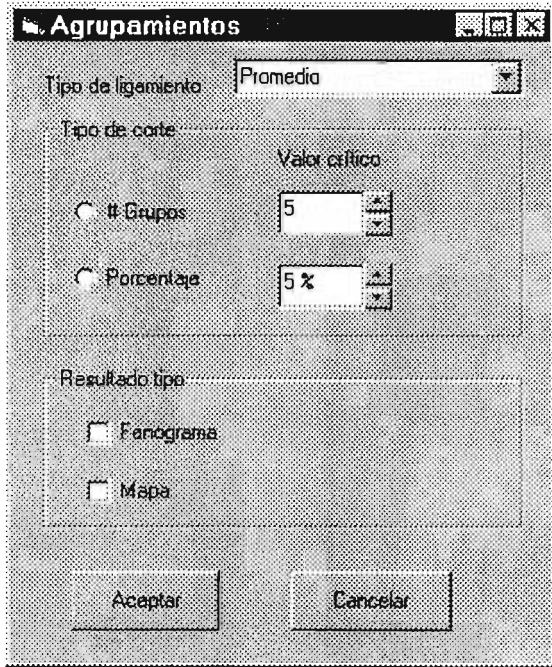 Agrupamientos
Tipo de ligamiento Promedio
Tipo de corte
Valor crítico
# Grupos 5
Porcentaje 5 %
Resultado tipo
Fenograma
Mapa
Aceptar Cancelar